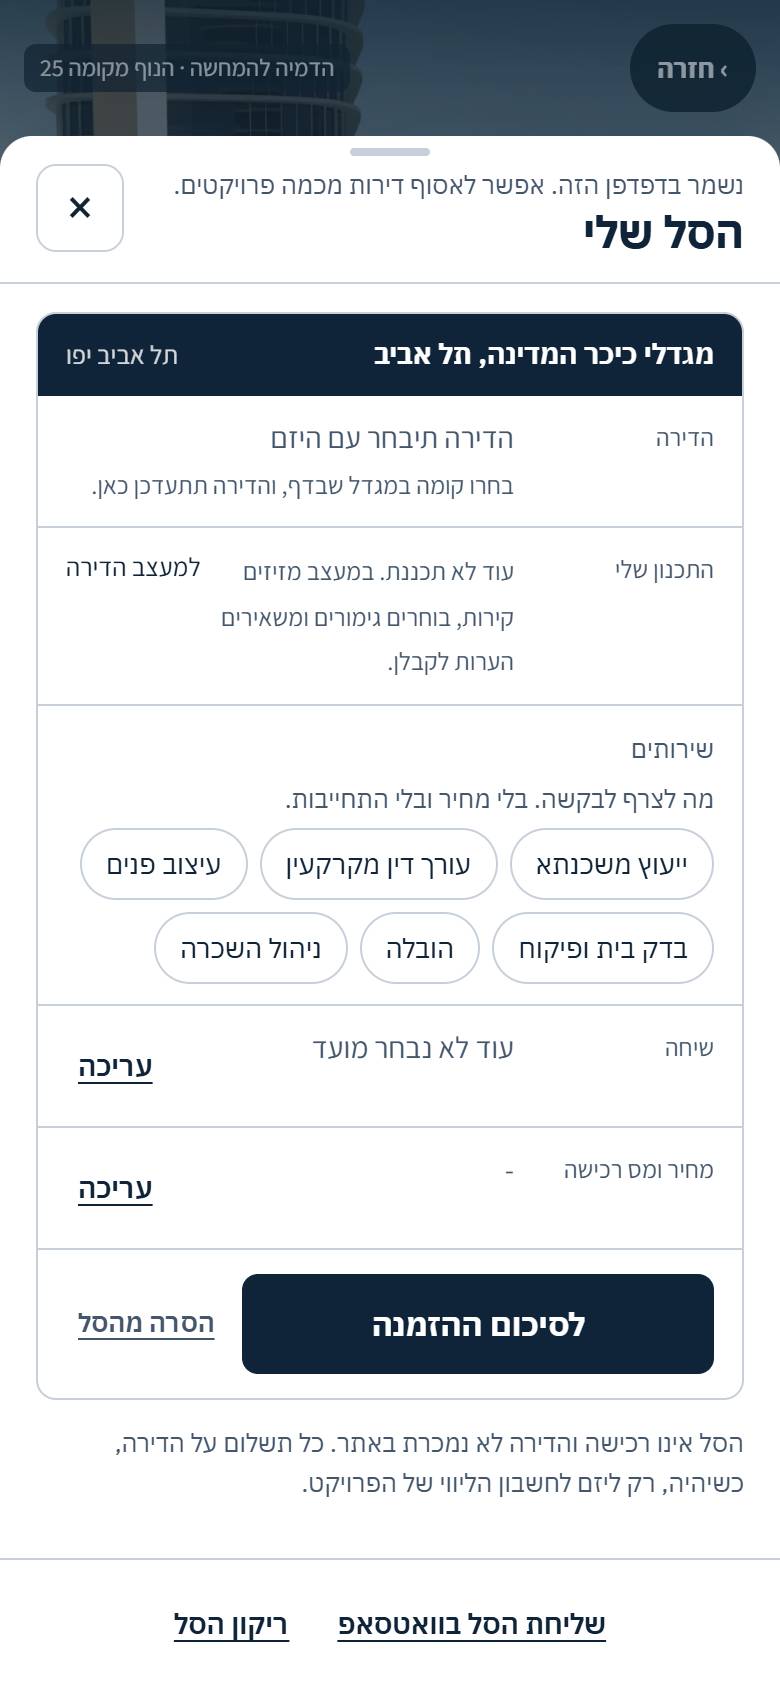 › חזרה
הדמיה להמחשה · הנוף מקומה 25
נשמר בדפדפן הזה. אפשר לאסוף דירות מכמה פרויקטים.
הסל שלי
×
מגדלי כיכר המדינה, תל אביב
תל אביב יפו
הדירה
הדירה תיבחר עם היזם
בחרו קומה במגדל שבדף, והדירה תתעדכן כאן.
התכנון שלי
עוד לא תכננת. במעצב מזיזים
קירות, בוחרים גימורים ומשאירים
הערות לקבלן.
למעצב הדירה
שירותים
מה לצרף לבקשה. בלי מחיר ובלי התחייבות.
ייעוץ משכנתא
עורך דין מקרקעין
עיצוב פנים
בדק בית ופיקוח
הובלה
ניהול השכרה
שיחה
עוד לא נבחר מועד
עריכה
מחיר ומס רכישה
-
עריכה
לסיכום ההזמנה
הסרה מהסל
הסל אינו רכישה והדירה לא נמכרת באתר. כל תשלום על הדירה,
כשיהיה, רק ליזם לחשבון הליווי של הפרויקט.
שליחת הסל בוואטסאפ
ריקון הסל